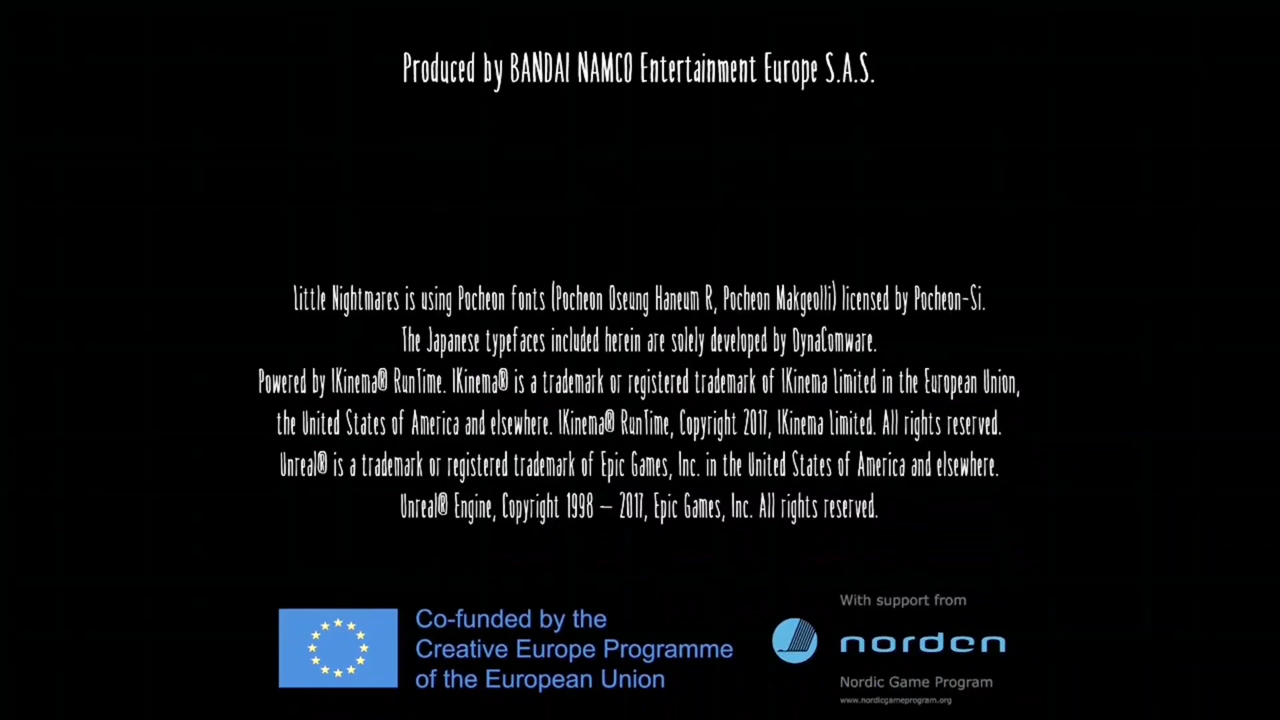 Produced by BANDAI NAMCO Entertainment Europe S.A.S.
Little Nightmares is using Pocheon fonts (Pocheon Oseung Haneum R, Pocheon Makgeolli) licensed by Pocheon-Si.
The Japanese typefaces included herein are solely developed by DynaComware.
Powered by IKinema® RunTime. IKinema® is a trademark or registered trademark of IKinema Limited in the European Union,
the United States of America and elsewhere. IKinema® RunTime, Copyright 2017, IKinema Limited. All rights reserved.
Unreal® is a trademark or registered trademark of Epic Games, Inc. in the United States of America and elsewhere.
Unreal® Engine, Copyright 1998 – 2017, Epic Games, Inc. All rights reserved.
Co-funded by the
Creative Europe Programme
of the European Union
With support from
norden
Nordic Game Program
www.nordicgameprogram.org